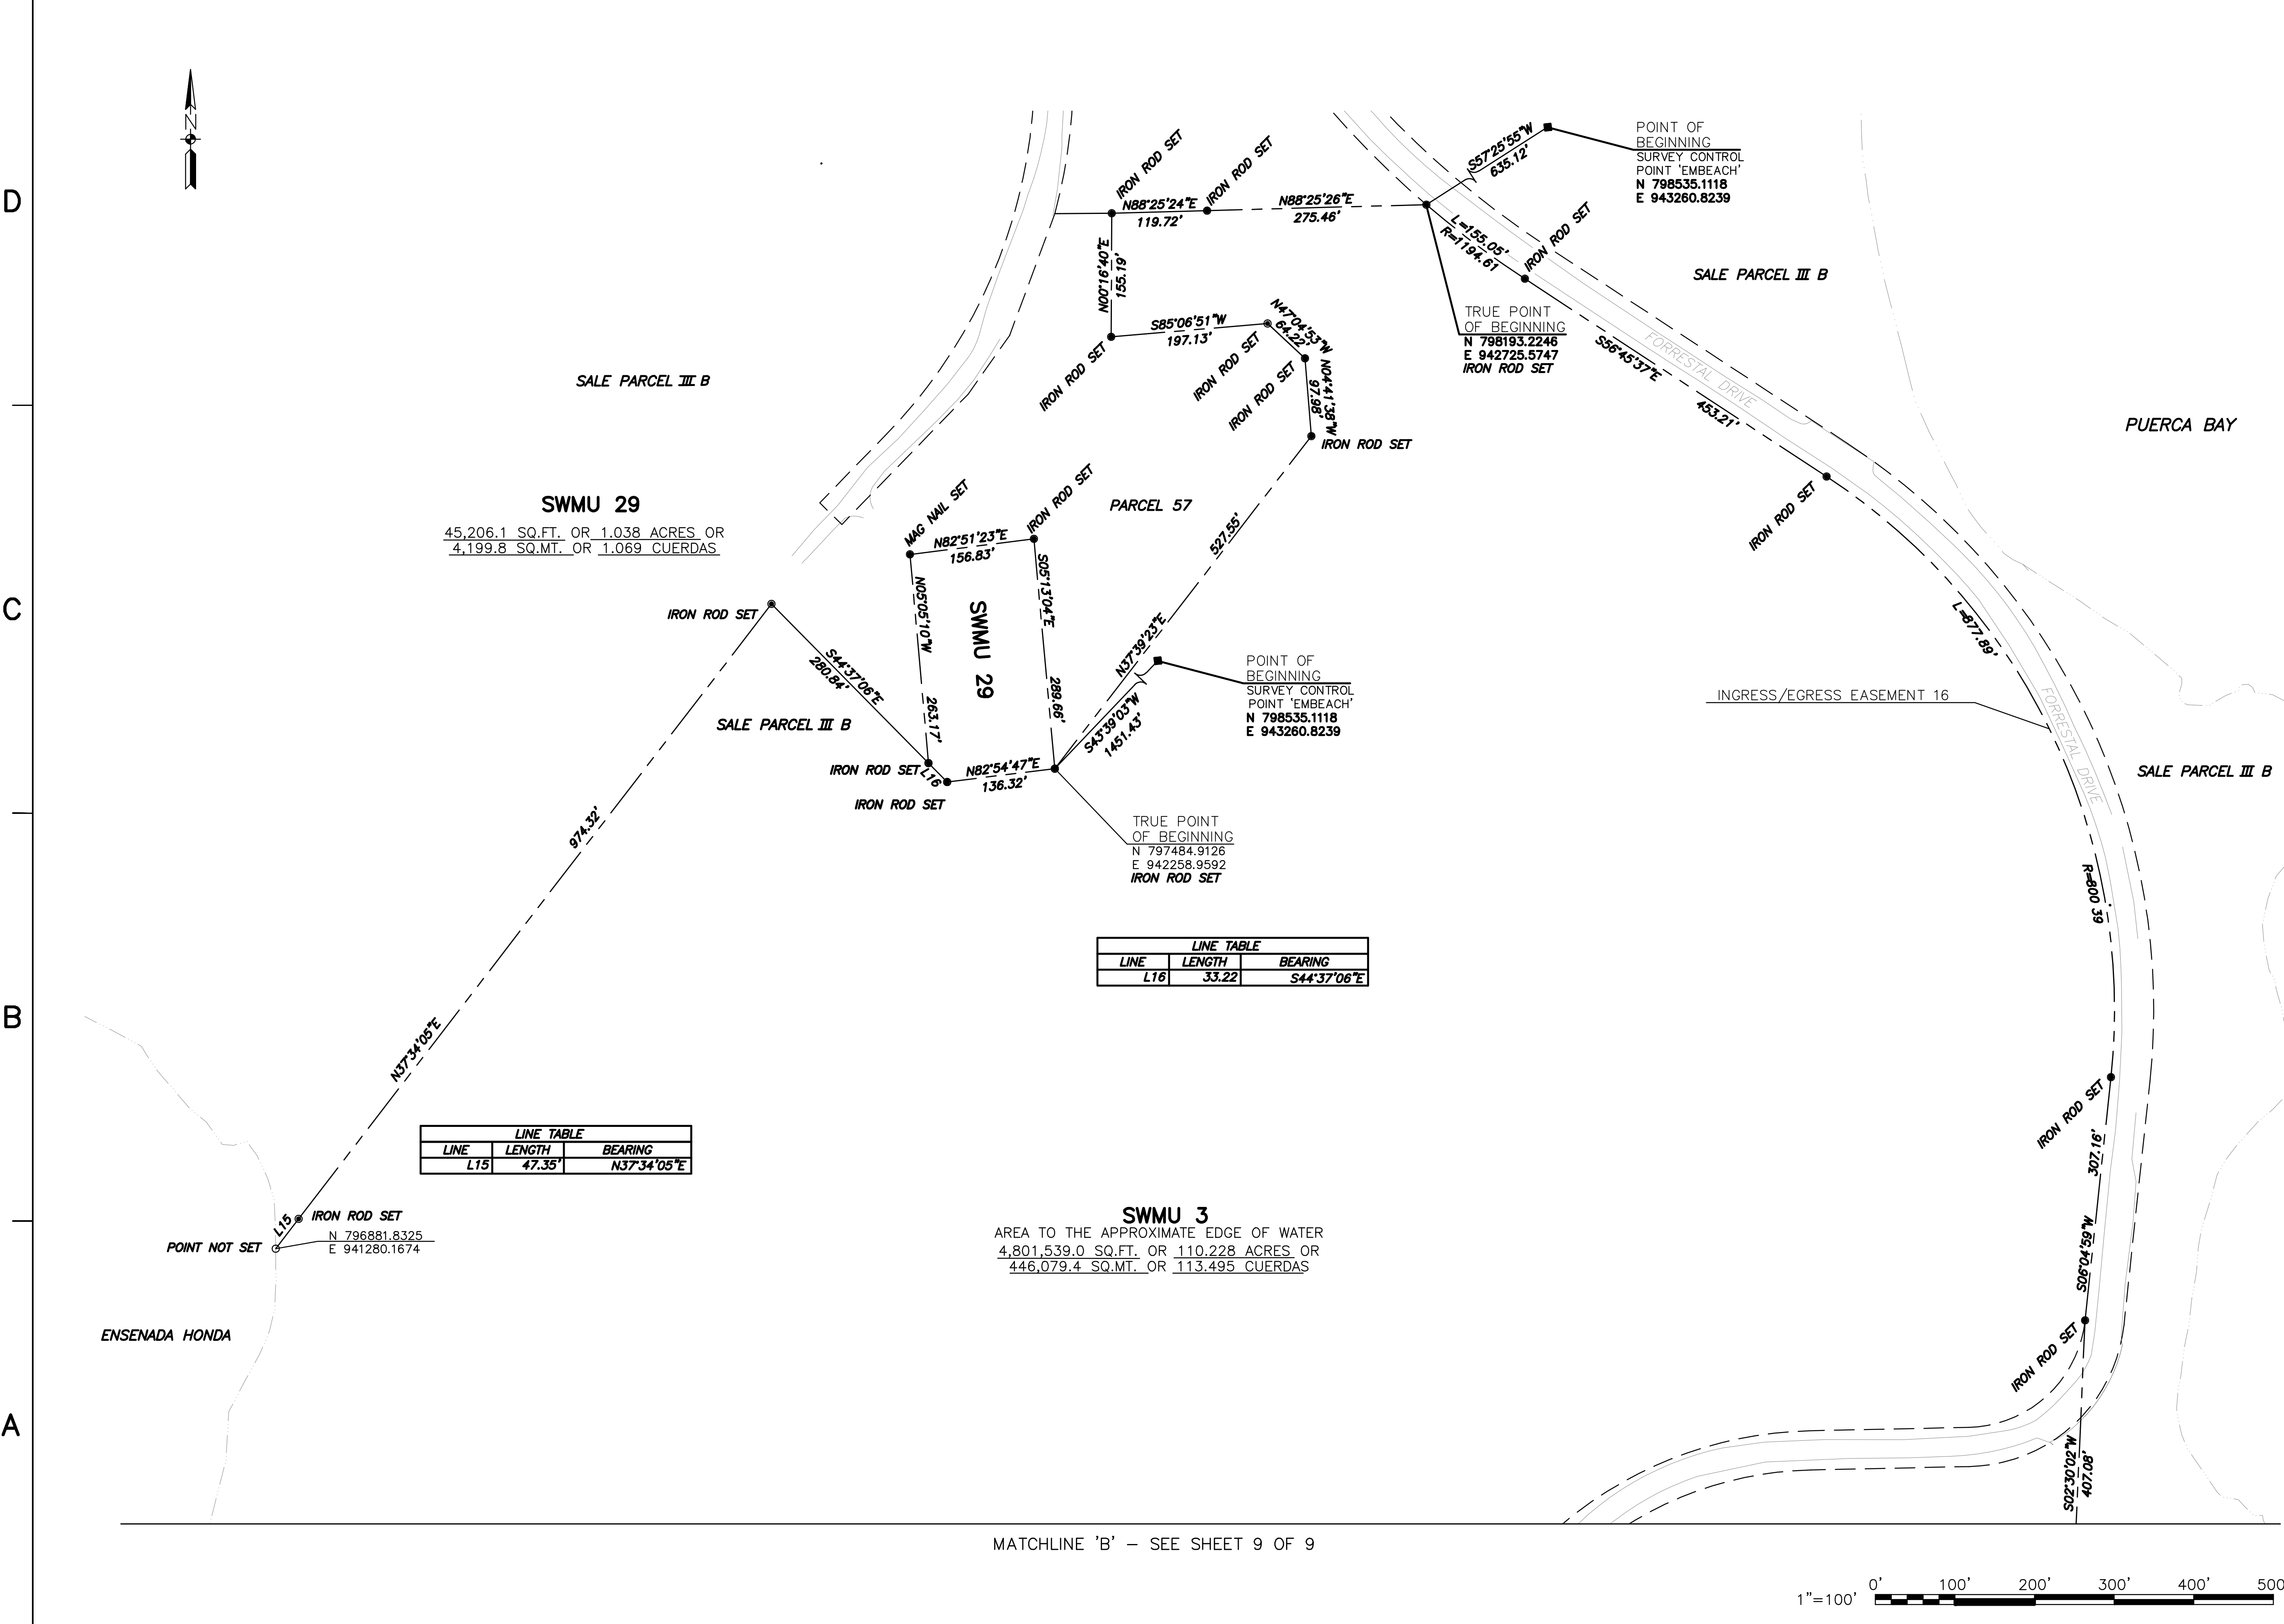 D
C
B
A
N
IRON ROD SET
IRON ROD SET
N88°25'24"E
119.72'
N88°25'26"E
275.46'
S57°25'55"W
635.12'
POINT OF
BEGINNING
SURVEY CONTROL
POINT 'EMBEACH'
N 798535.1118
E 943260.8239
L=155.05'
R=1194.61
IRON ROD SET
SALE PARCEL III B
N00°16'40"E
155.19'
S85°06'51"W
197.13'
N47°04'53"W
64.22'
N04°41'38"W
97.98'
IRON ROD SET
IRON ROD SET
IRON ROD SET
IRON ROD SET
TRUE POINT
OF BEGINNING
N 798193.2246
E 942725.5747
IRON ROD SET
FORRESTAL DRIVE
S56°45'37"E
453.21'
PUERCA BAY
SALE PARCEL III B
SWMU 29
45,206.1 SQ.FT. OR 1.038 ACRES OR
4,199.8 SQ.MT. OR 1.069 CUERDAS
MAG NAIL SET
IRON ROD SET
PARCEL 57
N82°51'23"E
156.83'
527.55'
N37°39'23"E
IRON ROD SET
IRON ROD SET
N05°05'10"W
263.17'
SWMU 29
S05°13'04"E
289.66'
S44°37'06"E
280.84'
SALE PARCEL III B
IRON ROD SET
L16
N82°54'47"E
136.32'
IRON ROD SET
S43°39'03"W
1451.43'
POINT OF
BEGINNING
SURVEY CONTROL
POINT 'EMBEACH'
N 798535.1118
E 943260.8239
L=877.89'
INGRESS/EGRESS EASEMENT 16
FORRESTAL DRIVE
SALE PARCEL III B
TRUE POINT
OF BEGINNING
N 797484.9126
E 942258.9592
IRON ROD SET
R=800.39'
974.32'
N37°34'05"E
LINE TABLE
LINE LENGTH BEARING
L16 33.22 S44°37'06"E
LINE TABLE
LINE LENGTH BEARING
L15 47.35' N37°34'05"E
IRON ROD SET
307.16'
S06°04'59"W
L15
IRON ROD SET
POINT NOT SET
N 796881.8325
E 941280.1674
SWMU 3
AREA TO THE APPROXIMATE EDGE OF WATER
4,801,539.0 SQ.FT. OR 110.228 ACRES OR
446,079.4 SQ.MT. OR 113.495 CUERDAS
ENSENADA HONDA
IRON ROD SET
S02°30'02"W
407.08'
MATCHLINE 'B' – SEE SHEET 9 OF 9
1"=100' 0' 100' 200' 300' 400' 500